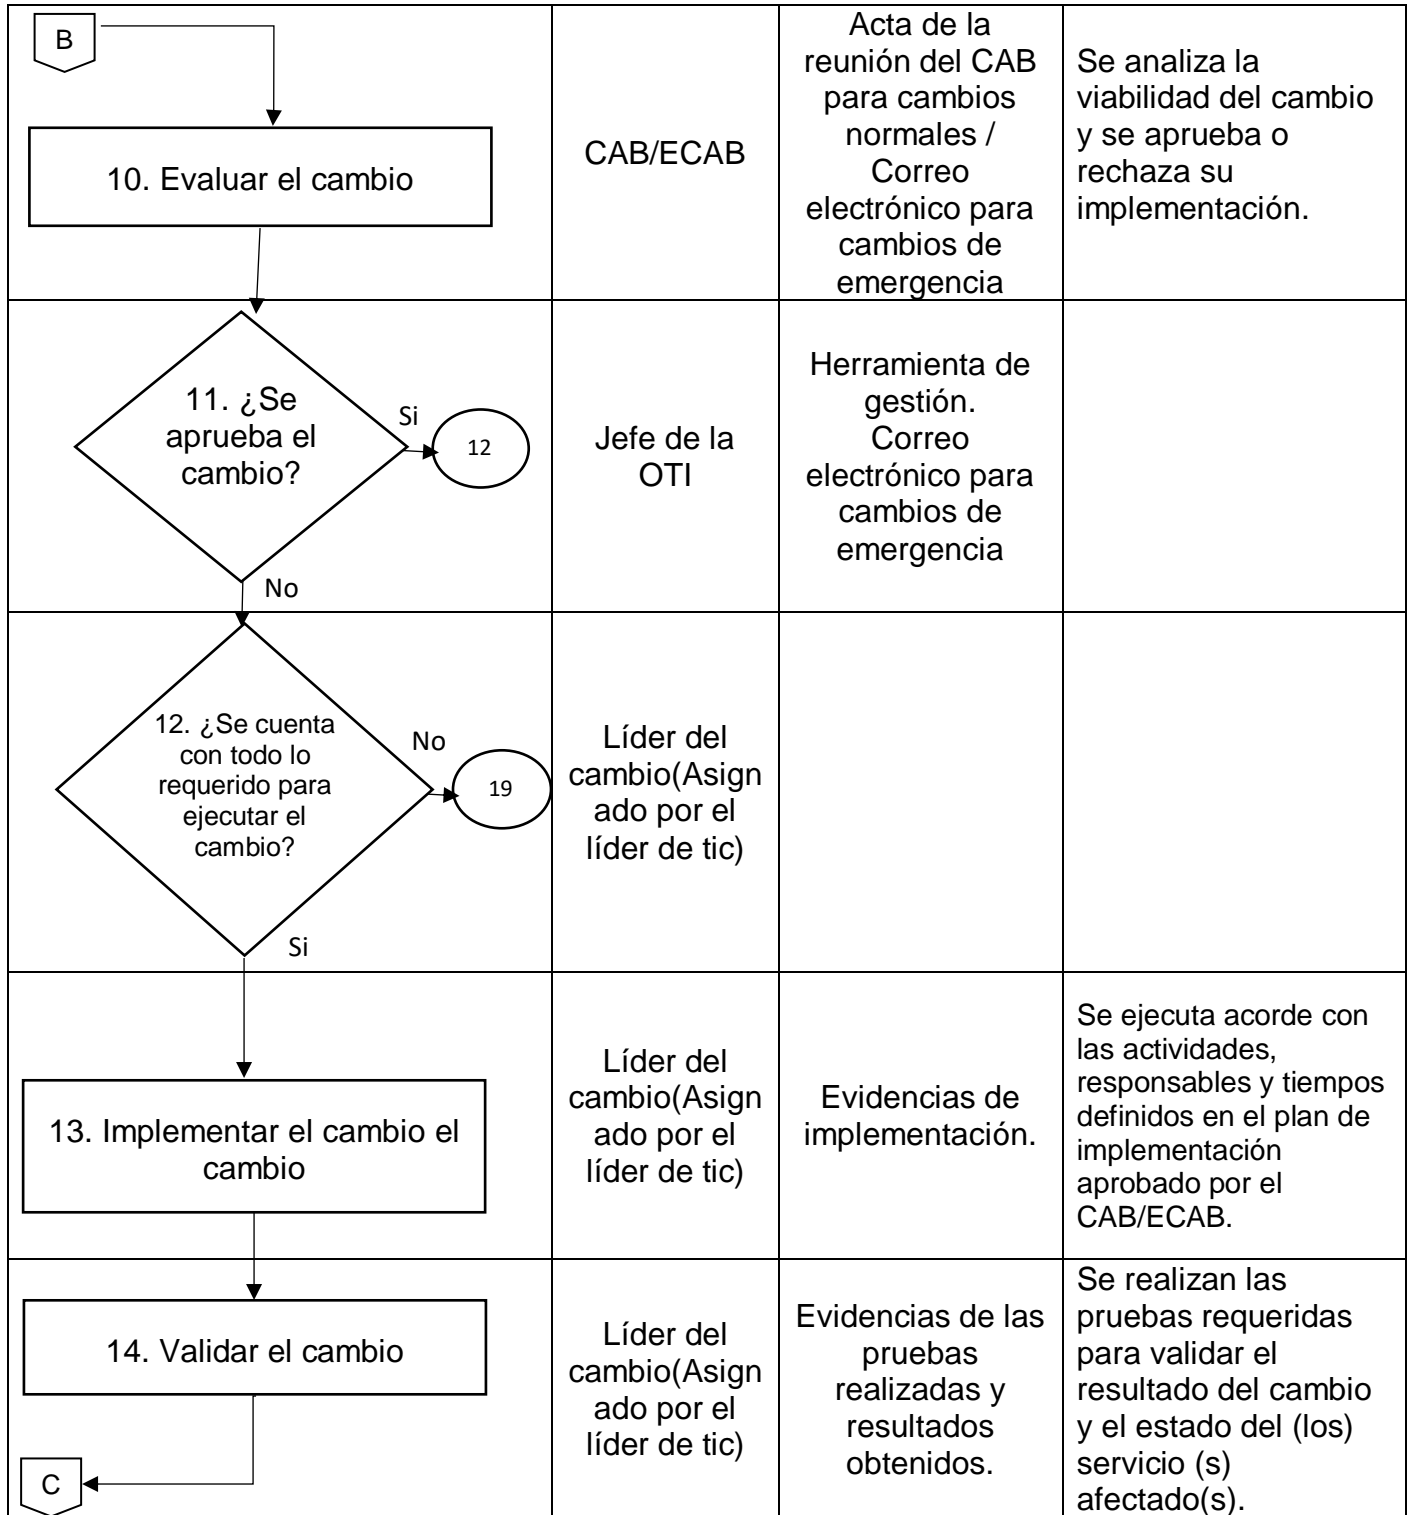 B
10. Evaluar el cambio
CAB/ECAB
Acta de la
reunión del CAB
para cambios
normales /
Correo
electrónico para
cambios de
emergencia
Se analiza la
viabilidad del cambio
y se aprueba o
rechaza su
implementación.
11. ¿Se
aprueba el
cambio?
Si
12
No
Jefe de la
OTI
Herramienta de
gestión.
Correo
electrónico para
cambios de
emergencia
12. ¿Se cuenta
con todo lo
requerido para
ejecutar el
cambio?
No
19
Si
Líder del
cambio(Asign
ado por el
líder de tic)
13. Implementar el cambio el
cambio
Líder del
cambio(Asign
ado por el
líder de tic)
Evidencias de
implementación.
Se ejecuta acorde con
las actividades,
responsables y tiempos
definidos en el plan de
implementación
aprobado por el
CAB/ECAB.
14. Validar el cambio
C
Líder del
cambio(Asign
ado por el
líder de tic)
Evidencias de las
pruebas
realizadas y
resultados
obtenidos.
Se realizan las
pruebas requeridas
para validar el
resultado del cambio
y el estado del (los)
servicio (s)
afectado(s).